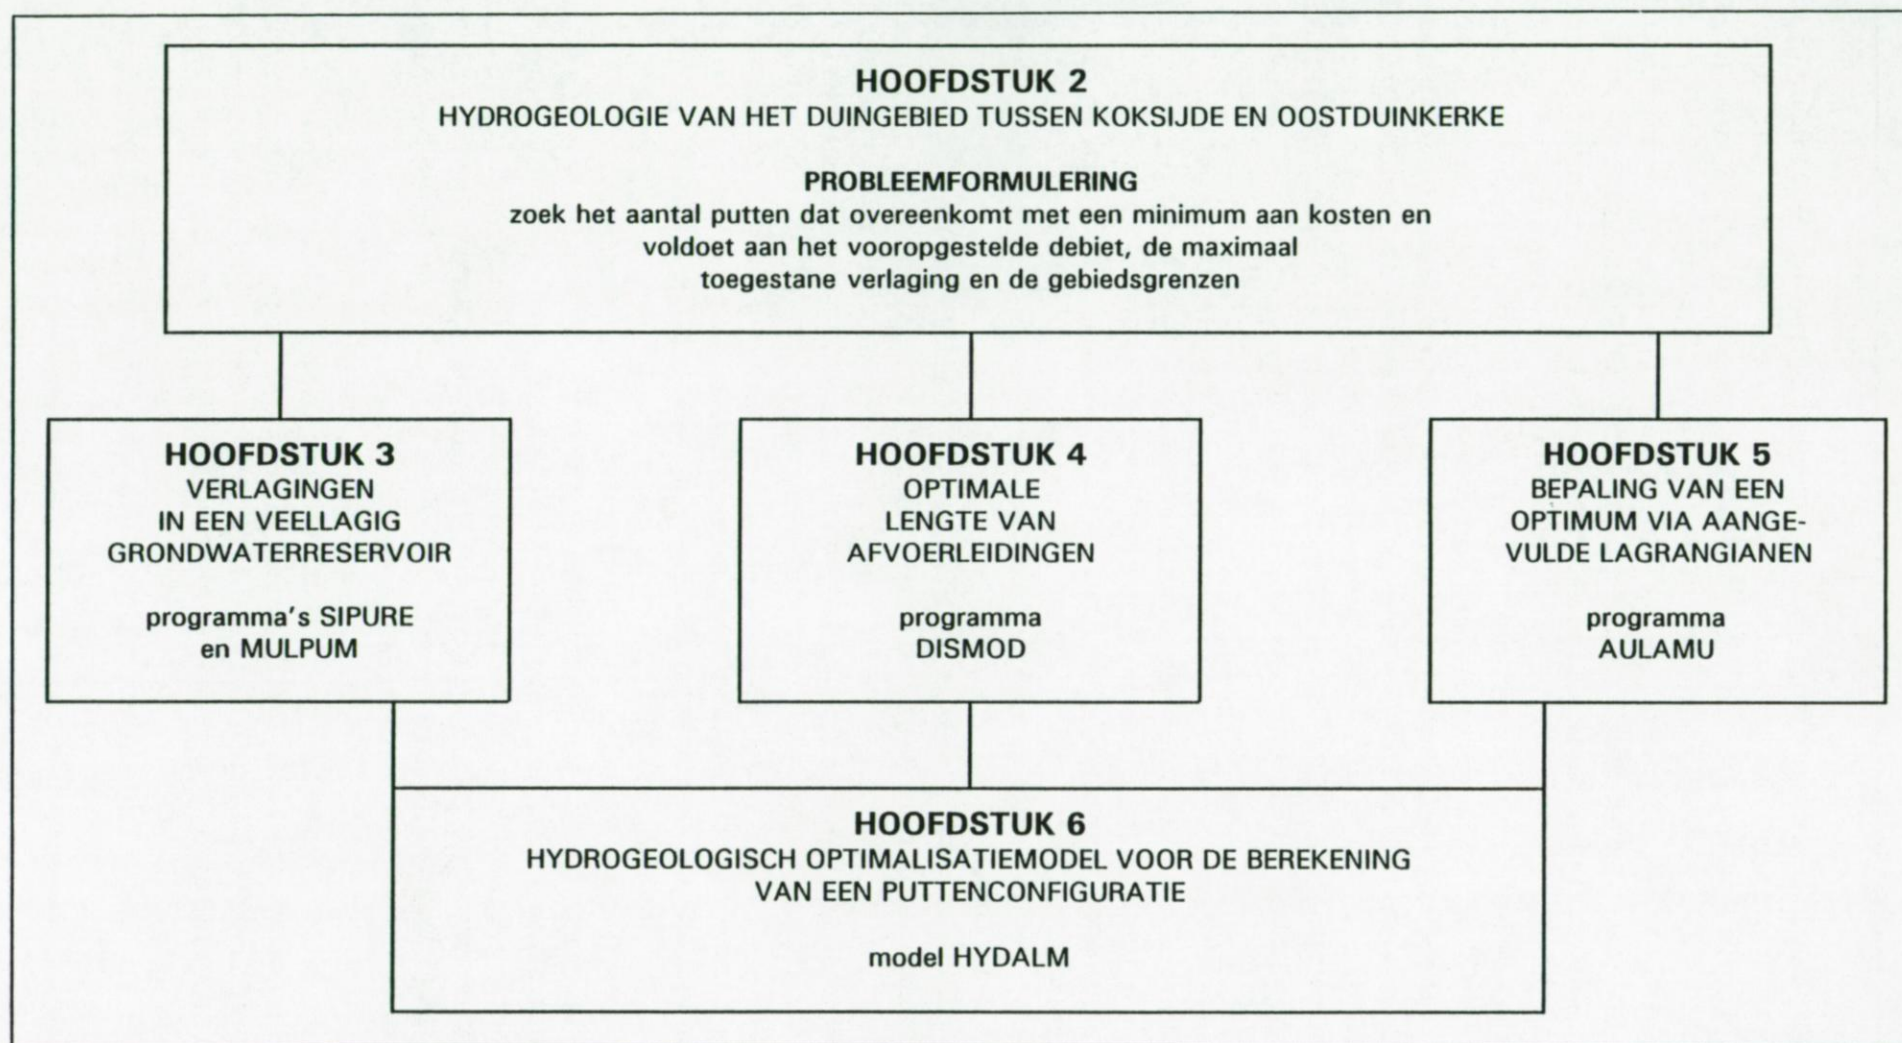 HOOFDSTUK 2
HYDROGEOLOGIE VAN HET DUINGEBIED TUSSEN KOKSIJDE EN OOSTDUINKERKE
PROBLEEMFORMULERING
zoek het aantal putten dat overeenkomt met een minimum aan kosten en
voldoet aan het vooropgestelde debiet, de maximaal
toegestane verlaging en de gebiedsgrenzen
HOOFDSTUK 3
VERLAGINGEN
IN EEN VEELLAGIG
GRONDWATERRESERVOIR
programma's SIPURE
en MULPUM
HOOFDSTUK 4
OPTIMALE
LENGTE VAN
AFVOERLEIDINGEN
programma
DISMOD
HOOFDSTUK 5
BEPALING VAN EEN
OPTIMUM VIA AANGE-
VULDE LAGRANGIANEN
programma
AULAMU
HOOFDSTUK 6
HYDROGEOLOGISCH OPTIMALISATIEMODEL VOOR DE BEREKENING
VAN EEN PUTTENCONFIGURATIE
model HYDALM